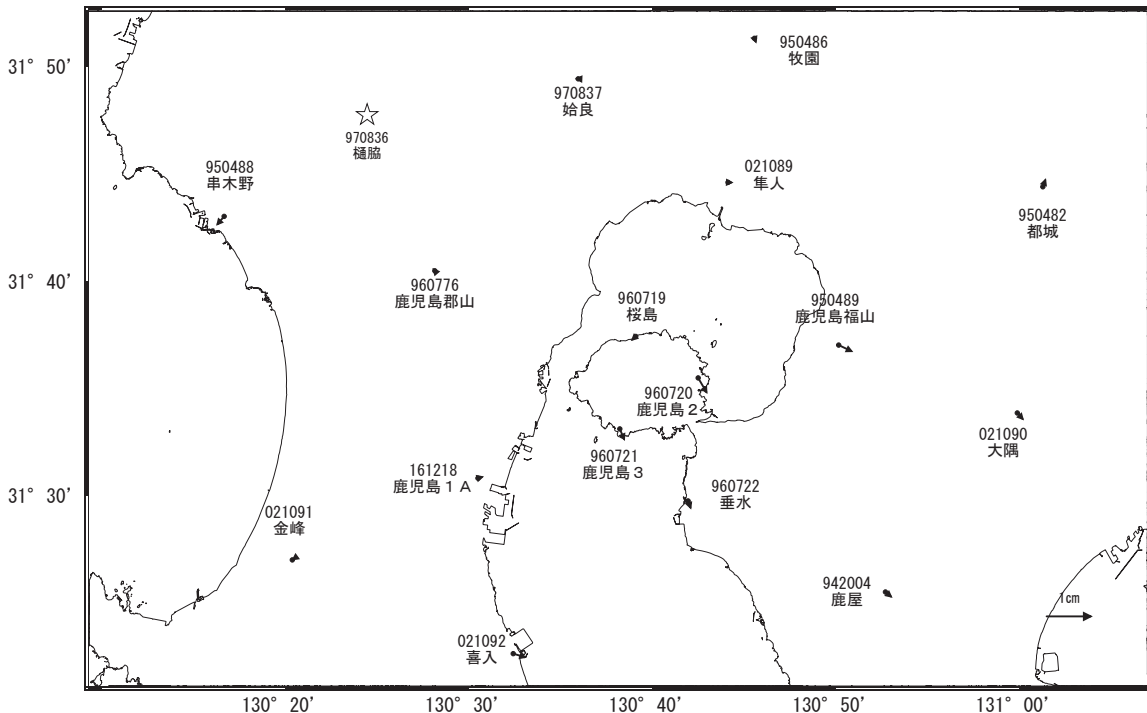 31° 50'
950486
牧園
970837
姶良
970836
樋脇
950488
串木野
021089
隼人
950482
都城
31° 40'
960776
鹿児島郡山
960719
桜島
950489
鹿児島福山
960720
鹿児島２
021090
大隅
960721
鹿児島３
161218
鹿児島１Ａ
31° 30'
960722
垂水
021091
金峰
942004
鹿屋
1cm
021092
喜入
130° 20'
130° 30'
130° 40'
130° 50'
131° 00'